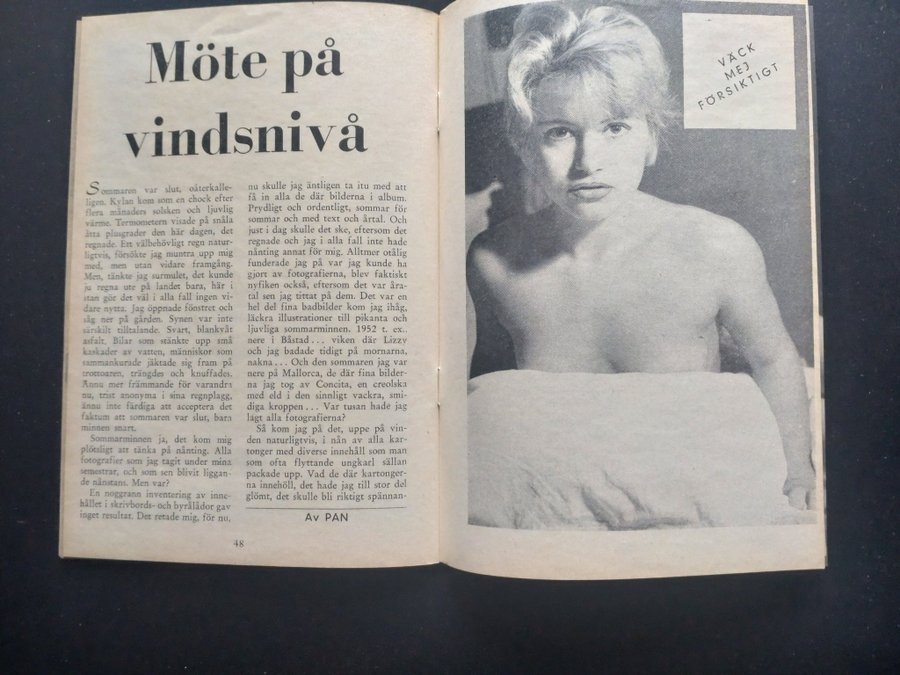 Möte på
vindsnivå
Sommaren var slut, oåterkalle-
ligen. Kylan kom som en chock efter
flera månaders solsken och ljuvlig
värme. Termometern visade på snåla
åtta plusgrader den här dagen, det
regnade. Ett välbehövligt regn natur-
ligtvis, försökte jag muntra upp mig
med, men utan vidare framgång.
Men, tänkte jag surmulet, det kunde
ju regna ute på landet bara, här i
stan gör det väl i alla fall ingen vi-
dare nytta. Jag öppnade fönstret och
såg ner på gården. Synen var inte
särskilt tilltalande. Svart, blankvåt
asfalt. Bilar som stänkte upp små
kaskader av vatten, människor som
sammankurade jäktade sig fram på
trottoaren, trängdes och knuffades.
Ännu mer främmande för varandra
nu, trist anonyma i sina regnplagg,
ännu inte färdiga att acceptera det
faktum att sommaren var slut, bara
minnen snart.
Sommarminnen ja, det kom mig
plötsligt att tänka på nånting. Alla
fotografier som jag tagit under mina
semestrar, och som sen blivit liggan-
de nånstans. Men var?
En noggrann inventering av inne-
hållet i skrivbords- och byrålådor gav
inget resultat. Det retade mig, för nu,
nu skulle jag äntligen ta itu med att
få in alla de där bilderna i album.
Prydligt och ordentligt, sommar för
sommar och med text och årtal. Och
just i dag skulle det ske, eftersom det
regnade och jag i alla fall inte hade
nånting annat för mig. Alltmer otålig
funderade jag på var jag kunde ha
gjort av fotografierna, blev faktiskt
nyfiken också, eftersom det var åra-
tal sen jag tittat på dem. Det var en
hel del fina badbilder kom jag ihåg,
läckra illustrationer till pikanta och
ljuvliga sommarminnen. 1952 t. ex..
nere i Båstad... viken där Lizzy
och jag badade tidigt på mornarna,
nakna... Och den sommaren jag var
nere på Mallorca, de där fina bilder-
na jag tog av Concita, en creolska
med eld i den sinnligt vackra, smi-
diga kroppen... Var tusan hade jag
lagt alla fotografierna?
Så kom jag på det, uppe på vin-
den naturligtvis, i nån av alla kar-
tonger med diverse innehåll som man
som ofta flyttande ungkarl sällan
packade upp. Vad de där kartonger-
na innehöll, det hade jag till stor del
glömt, det skulle bli riktigt spännan-
Av PAN
48
VÄCK
MEJ
FÖRSIKTIGT